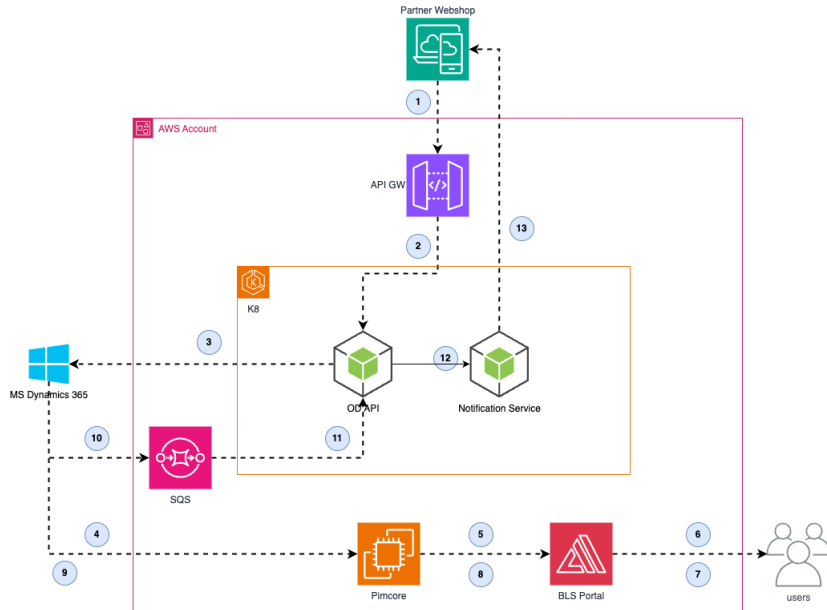 Partner Webshop
1
AWS Account
API GW
</>
2
13
K
K8
3
12
MS Dynamics 365
OD API
Notification Service
10
11
SQS
4
5
6
9
8
7
Pimcore
BLS Portal
users